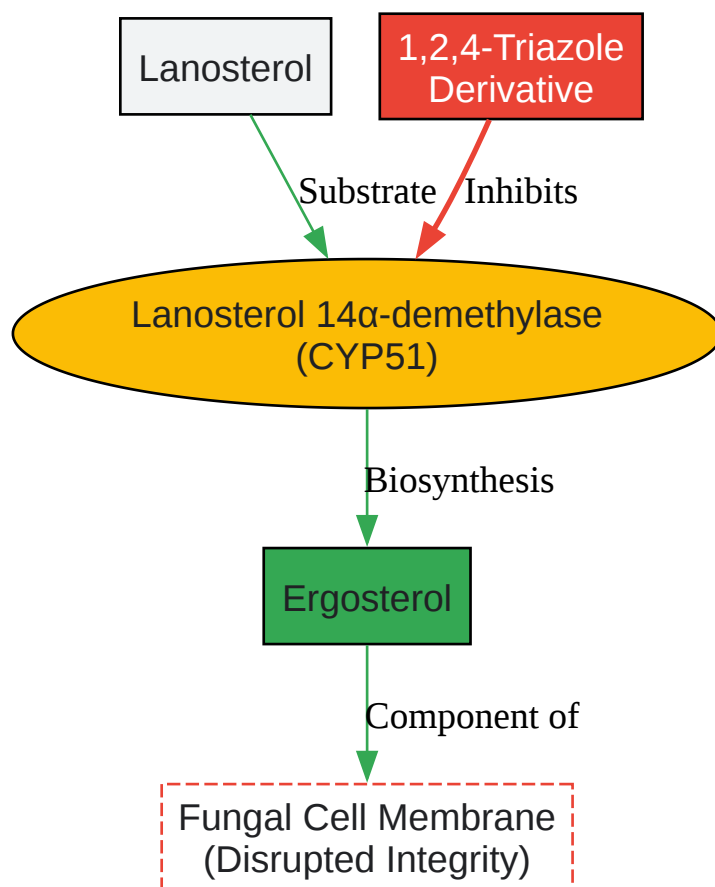 Lanosterol
1,2,4-Triazole
Derivative
Substrate
Inhibits
Lanosterol 14α-demethylase
(CYP51)
Biosynthesis
Ergosterol
Component of
Fungal Cell Membrane
(Disrupted Integrity)